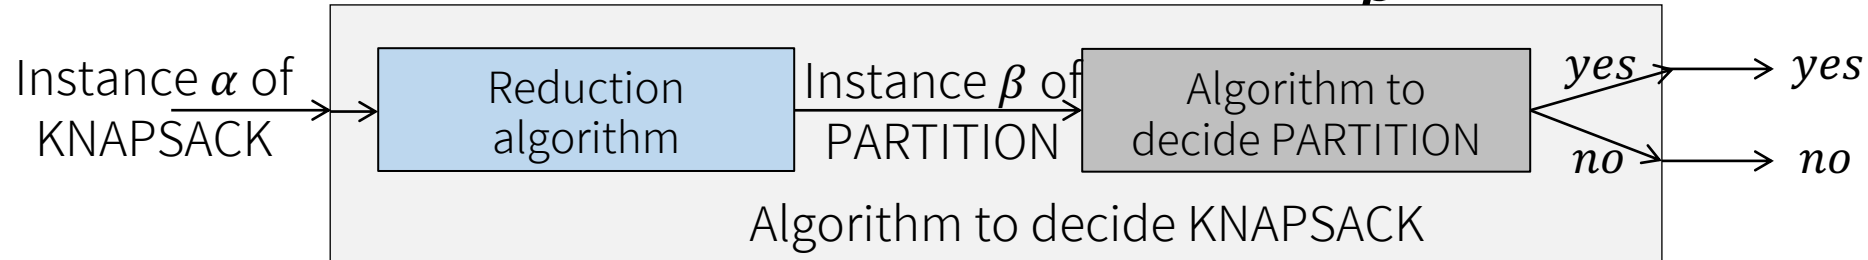 Instance α of
KNAPSACK
Reduction
algorithm
Instance β of
PARTITION
Algorithm to
decide PARTITION
yes
no
yes
no
Algorithm to decide KNAPSACK